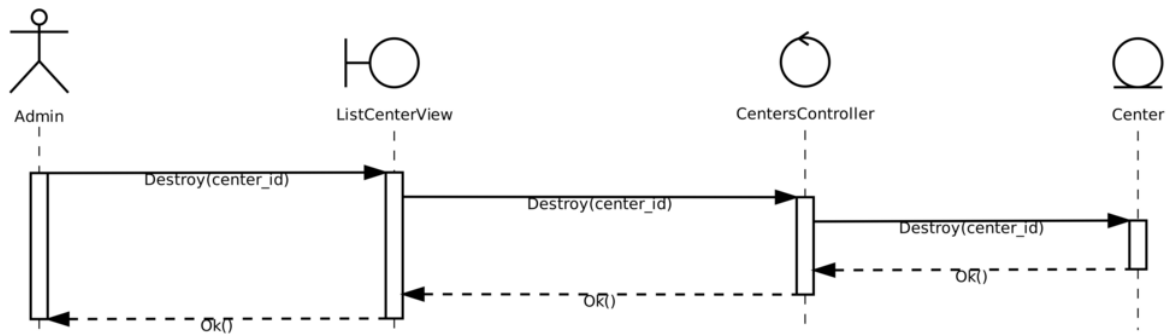 Admin
ListCenterView
CentersController
Center
Destroy(center_id)
Destroy(center_id)
Destroy(center_id)
Ok()
Ok()
Ok()